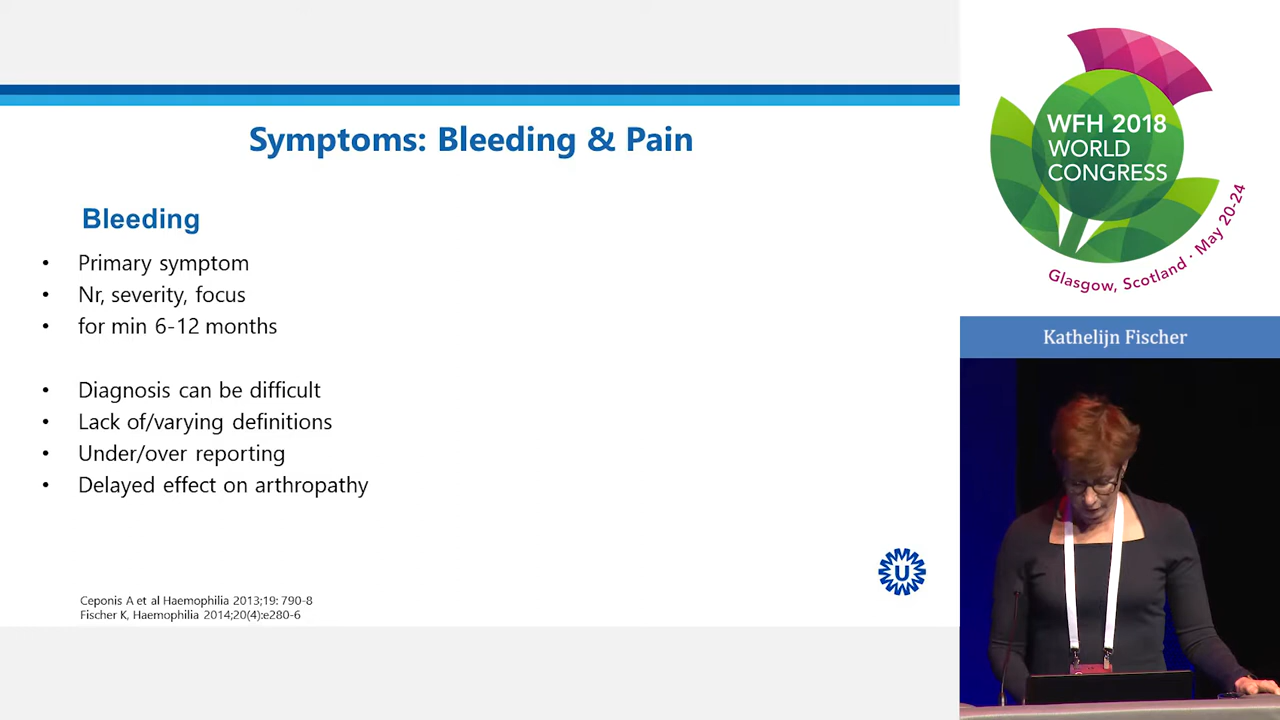 Symptoms: Bleeding & Pain
Bleeding
• Primary symptom
• Nr, severity, focus
• for min 6-12 months
• Diagnosis can be difficult
• Lack of/varying definitions
• Under/over reporting
• Delayed effect on arthropathy
U
Ceponis A et al Haemophilia 2013;19: 790-8
Fischer K, Haemophilia 2014;20(4):e280-6
WFH 2018
WORLD
CONGRESS
Glasgow, Scotland · May 20-24
Kathelijn Fischer